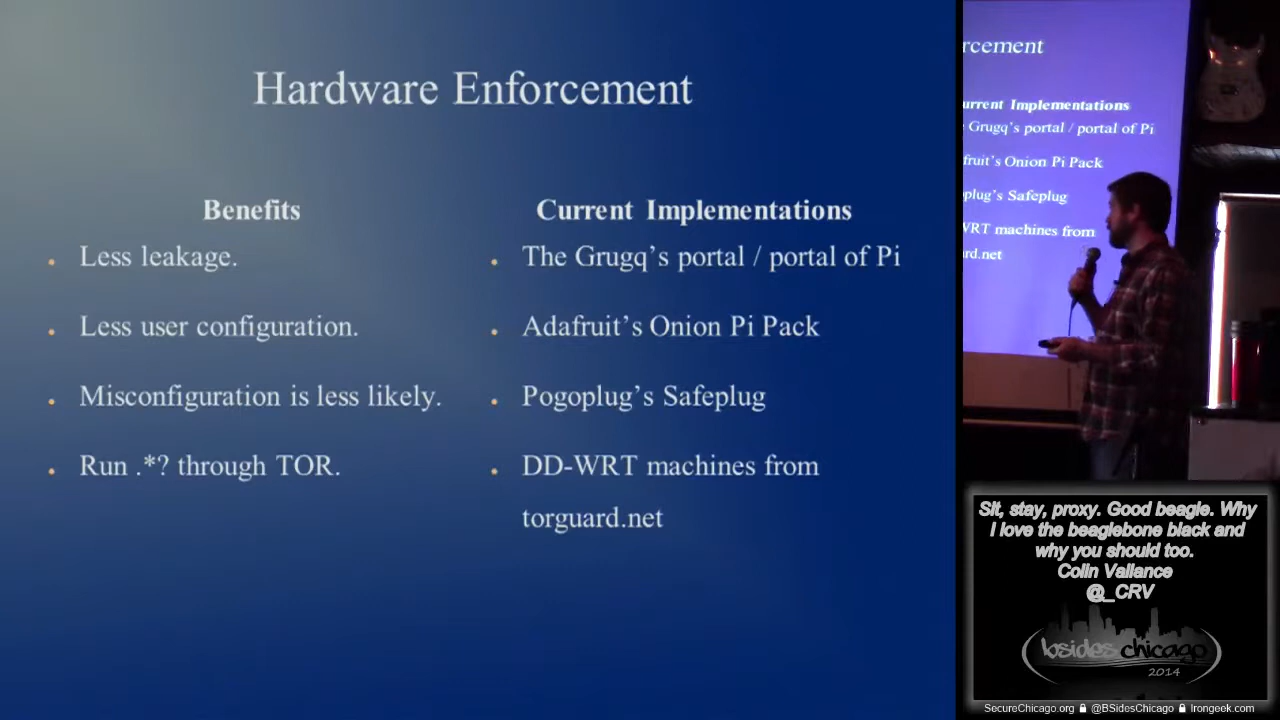 Hardware Enforcement
Benefits
Less leakage.
Less user configuration.
Misconfiguration is less likely.
Run .*? through TOR.
Current Implementations
The Grugq's portal / portal of Pi
Adafruit's Onion Pi Pack
Pogoplug's Safeplug
DD-WRT machines from
torguard.net
rcement
urrent Implementations
Grugq's portal / portal of Pi
fruit's Onion Pi Pack
plug's Safeplug
WRT machines from
rd.net
Sit, stay, proxy. Good beagle. Why
I love the beaglebone black and
why you should too.
Colin Vallance
@_CRV
bsides chicago
2014
SecureChicago.org @BSidesChicago Irongeek.com